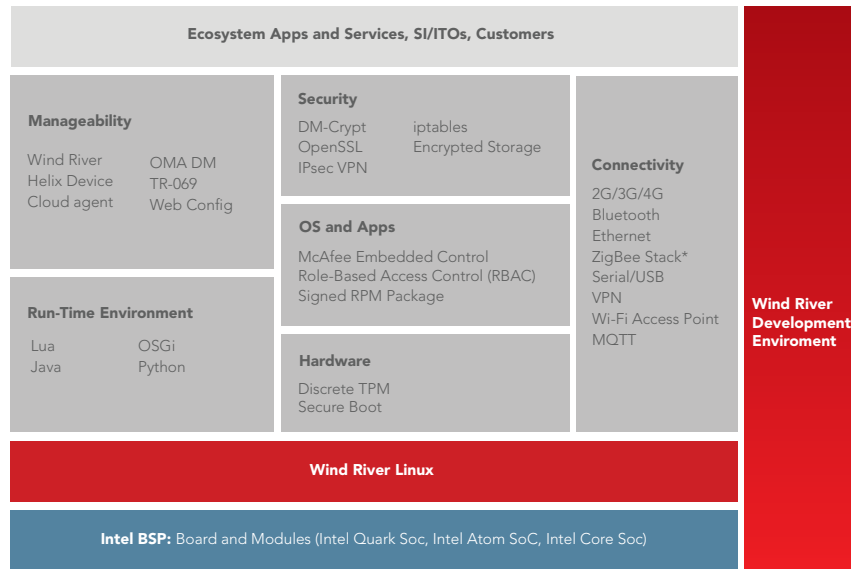 Ecosystem Apps and Services, SI/ITOs, Customers
Manageability
Wind River
Helix Device
Cloud agent
OMA DM
TR-069
Web Config
Run-Time Environment
Lua
Java
OSGi
Python
Security
DM-Crypt
OpenSSL
IPsec VPN
iptables
Encrypted Storage
OS and Apps
McAfee Embedded Control
Role-Based Access Control (RBAC)
Signed RPM Package
Hardware
Discrete TPM
Secure Boot
Connectivity
2G/3G/4G
Bluetooth
Ethernet
ZigBee Stack*
Serial/USB
VPN
Wi-Fi Access Point
MQTT
Wind River Linux
Intel BSP: Board and Modules (Intel Quark Soc, Intel Atom SoC, Intel Core Soc)
Wind River
Development
Enviroment